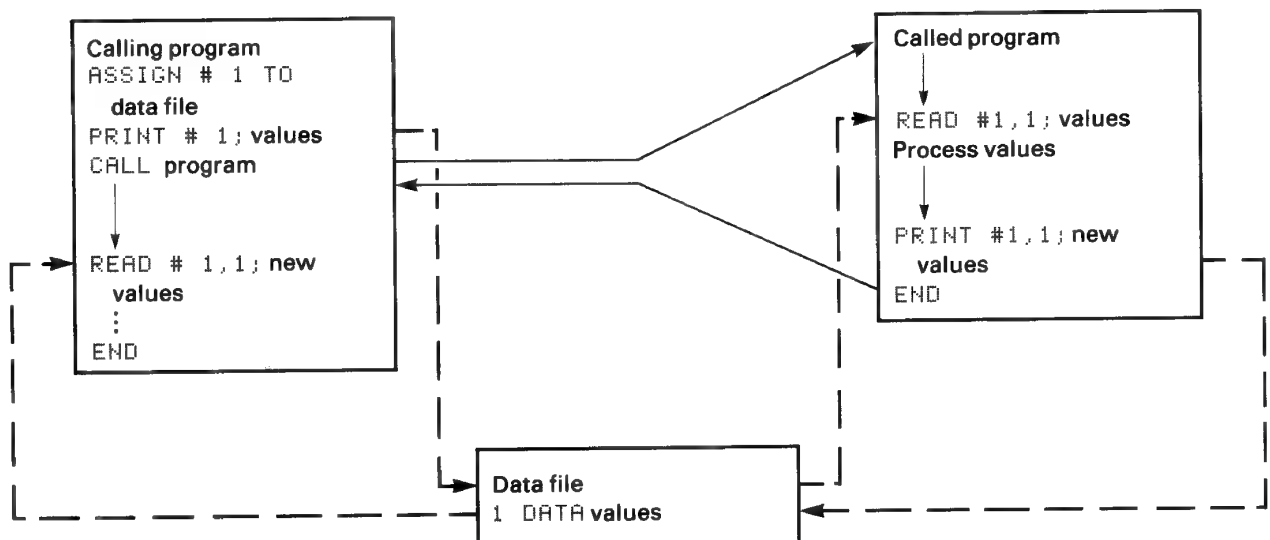 Calling program
ASSIGN # 1 TO
data file
PRINT # 1; values
CALL program
READ # 1,1; new
values
⋮
END
Called program
READ #1,1; values
Process values
PRINT #1,1; new
values
END
Data file
1 DATA values